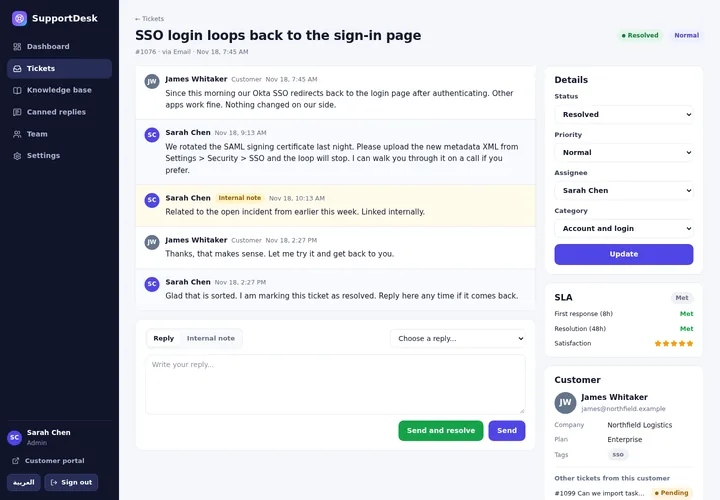 SupportDesk
Dashboard
Tickets
Knowledge base
Canned replies
Team
Settings
SC
Sarah Chen
Admin
Customer portal
العربية
Sign out
← Tickets
SSO login loops back to the sign-in page
#1076 · via Email · Nov 18, 7:45 AM
Resolved
Normal
JW
James Whitaker Customer Nov 18, 7:45 AM
Since this morning our Okta SSO redirects back to the login page after authenticating. Other
apps work fine. Nothing changed on our side.
SC
Sarah Chen Nov 18, 9:13 AM
We rotated the SAML signing certificate last night. Please upload the new metadata XML from
Settings > Security > SSO and the loop will stop. I can walk you through it on a call if you
prefer.
SC
Sarah Chen Internal note Nov 18, 10:13 AM
Related to the open incident from earlier this week. Linked internally.
JW
James Whitaker Customer Nov 18, 2:27 PM
Thanks, that makes sense. Let me try it and get back to you.
SC
Sarah Chen Nov 18, 2:27 PM
Glad that is sorted. I am marking this ticket as resolved. Reply here any time if it comes back.
Reply Internal note
Choose a reply...
Write your reply...
Send and resolve
Send
Details
Status
Resolved
Priority
Normal
Assignee
Sarah Chen
Category
Account and login
Update
SLA Met
First response (8h) Met
Resolution (48h) Met
Satisfaction ★★★★★
Customer
JW
James Whitaker
james@northfield.example
Company Northfield Logistics
Plan Enterprise
Tags sso
Other tickets from this customer
#1099 Can we import task... Pending